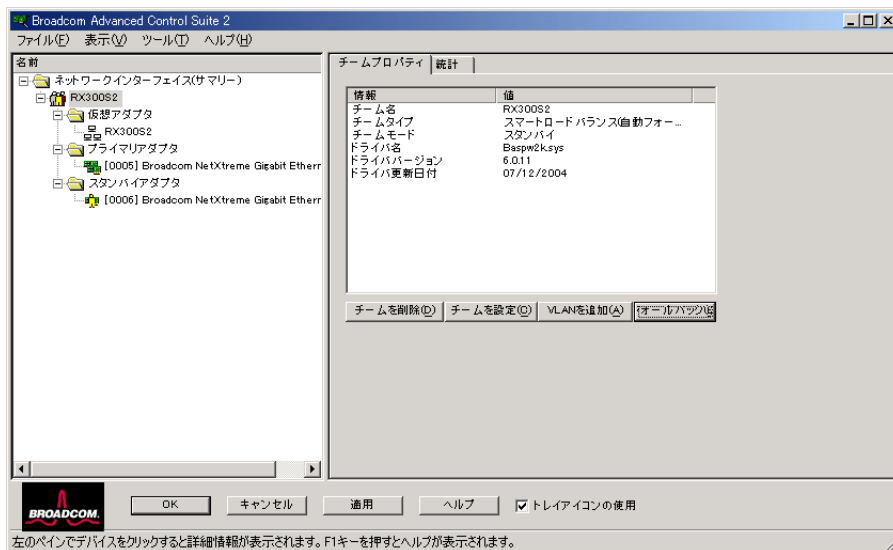 Broadcom Advanced Control Suite 2
ファイル(F) 表示(V) ツール(T) ヘルプ(H)
名前
ネットワークインターフェイス(サマリー)
RX300S2
仮想アダプタ
RX300S2
プライマリアダプタ
[0005] Broadcom NetXtreme Gigabit Ethern
スタンバイアダプタ
[0006] Broadcom NetXtreme Gigabit Ethern
チームプロパティ 統計
情報 値
チーム名 RX300S2
チームタイプ スマートロードバランス(自動フォー...
チームモード スタンバイ
ドライバ名 Baspw2k.sys
ドライババージョン 6.0.11
ドライバ更新日付 07/12/2004
チームを削除(D) チームを設定(C) VLANを追加(A) フォールバック
BROADCOM. OK キャンセル 適用 ヘルプ トレイアイコンの使用
左のペインでデバイスをクリックすると詳細情報が表示されます。F1キーを押すとヘルプが表示されます。